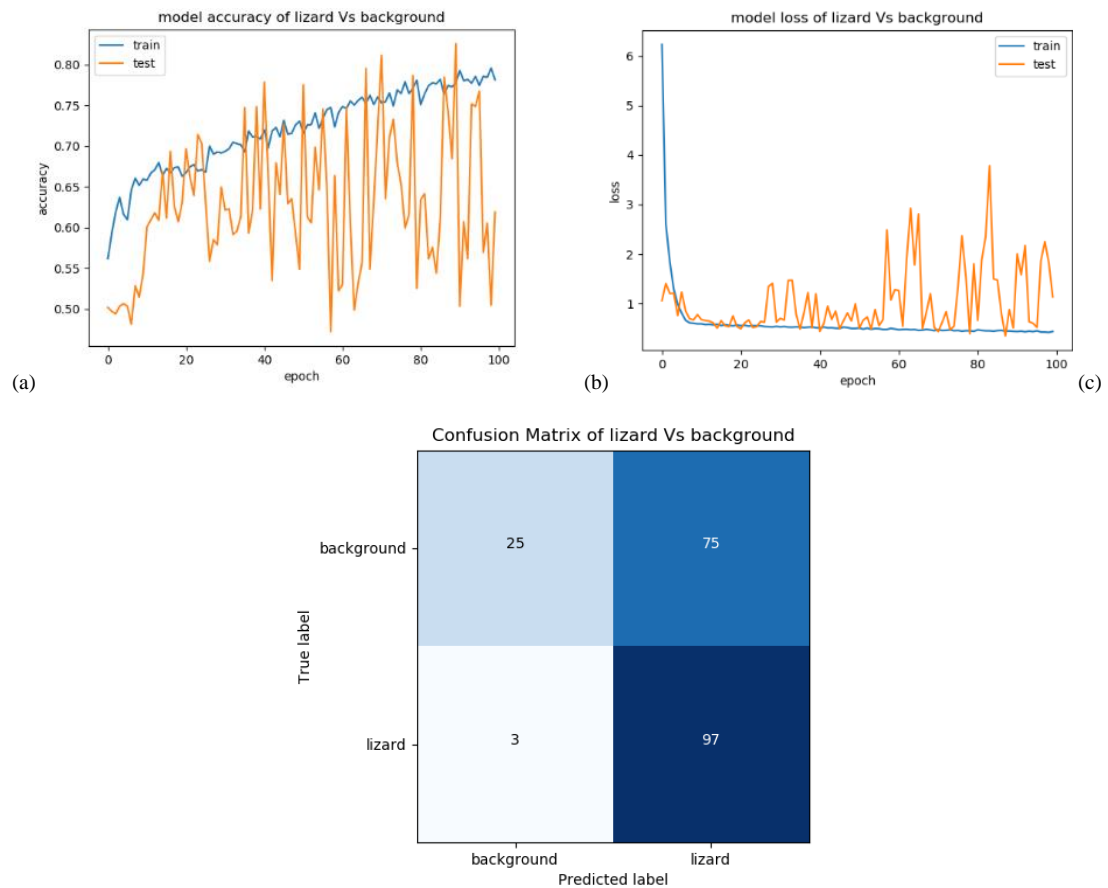 model accuracy of lizard Vs background
train
test
0.80
0.75
0.70
0.65
0.60
0.55
0.50
accuracy
0 20 40 60 80 100
epoch
(a)
model loss of lizard Vs background
train
test
6
5
4
3
2
1
loss
0 20 40 60 80 100
epoch
(b)
(c)
Confusion Matrix of lizard Vs background
background 25 75
lizard 3 97
True label
background lizard
Predicted label